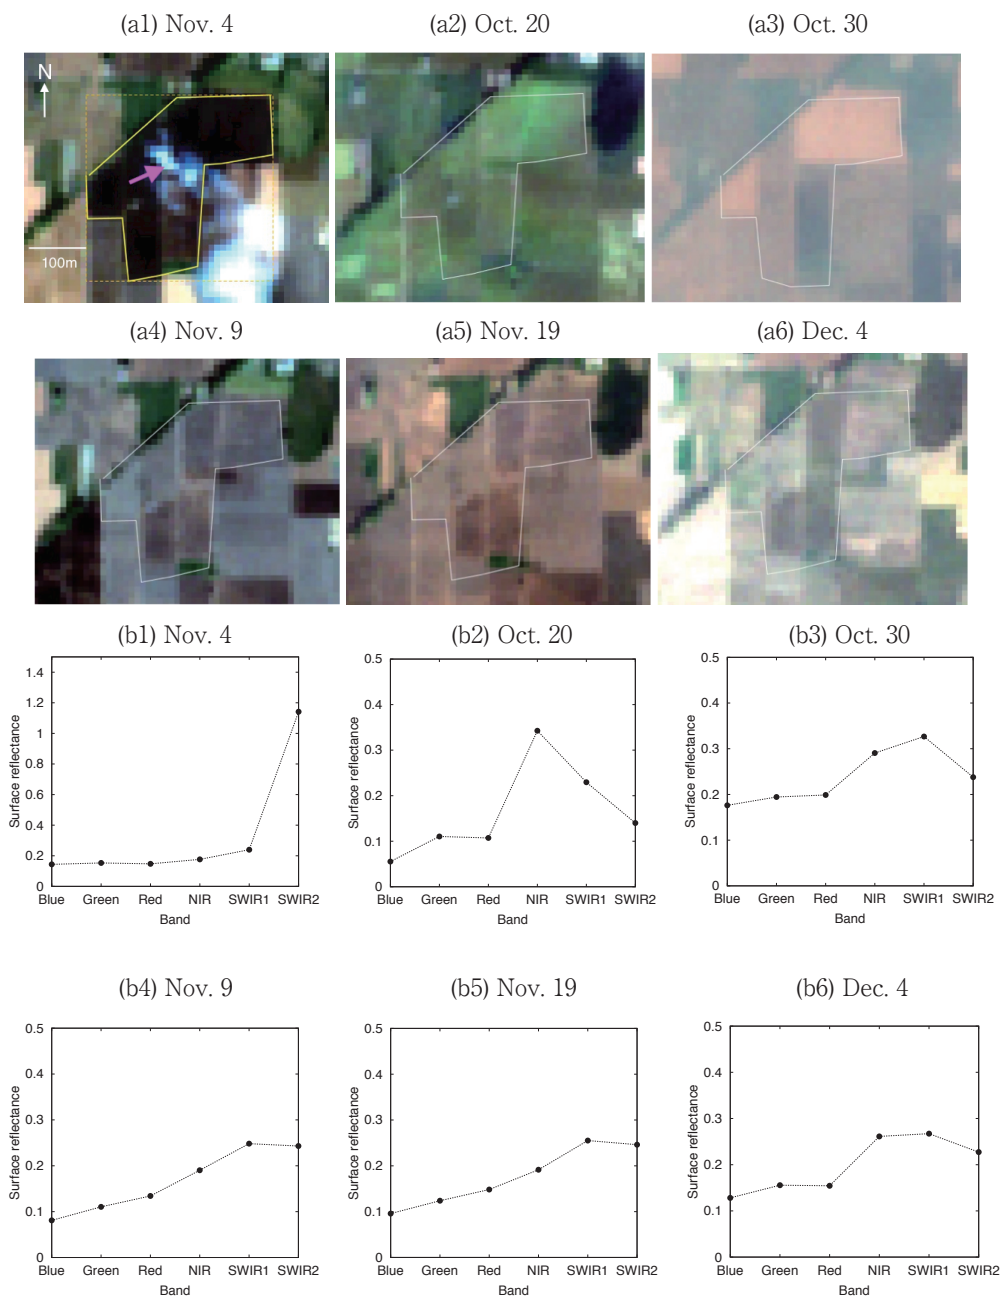 (a1) Nov. 4
(a2) Oct. 20
(a3) Oct. 30
N
100m
(a4) Nov. 9
(a5) Nov. 19
(a6) Dec. 4
(b1) Nov. 4
(b2) Oct. 20
(b3) Oct. 30
Surface reflectance
1.4
1.2
1
0.8
0.6
0.4
0.2
0
Blue Green Red NIR SWIR1 SWIR2
Band
Surface reflectance
0.5
0.4
0.3
0.2
0.1
0
Blue Green Red NIR SWIR1 SWIR2
Band
Surface reflectance
0.5
0.4
0.3
0.2
0.1
0
Blue Green Red NIR SWIR1 SWIR2
Band
(b4) Nov. 9
(b5) Nov. 19
(b6) Dec. 4
Surface reflectance
0.5
0.4
0.3
0.2
0.1
0
Blue Green Red NIR SWIR1 SWIR2
Band
Surface reflectance
0.5
0.4
0.3
0.2
0.1
0
Blue Green Red NIR SWIR1 SWIR2
Band
Surface reflectance
0.5
0.4
0.3
0.2
0.1
0
Blue Green Red NIR SWIR1 SWIR2
Band